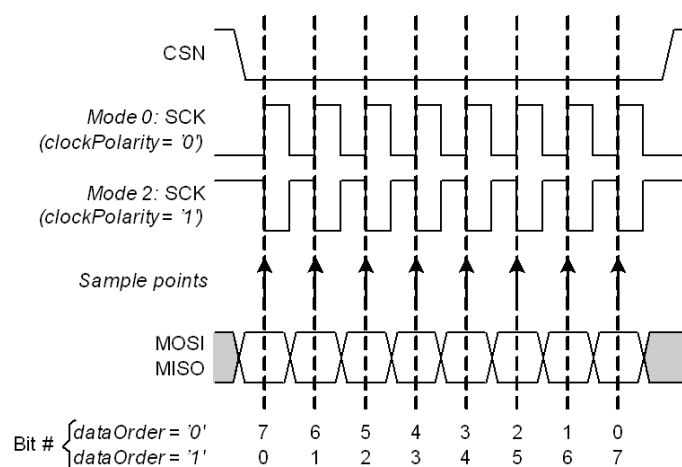 CSN
Mode 0: SCK
(clockPolarity = '0')
Mode 2: SCK
(clockPolarity = '1')
Sample points
MOSI
MISO
Bit # { dataOrder = '0' 7 6 5 4 3 2 1 0
dataOrder = '1' 0 1 2 3 4 5 6 7